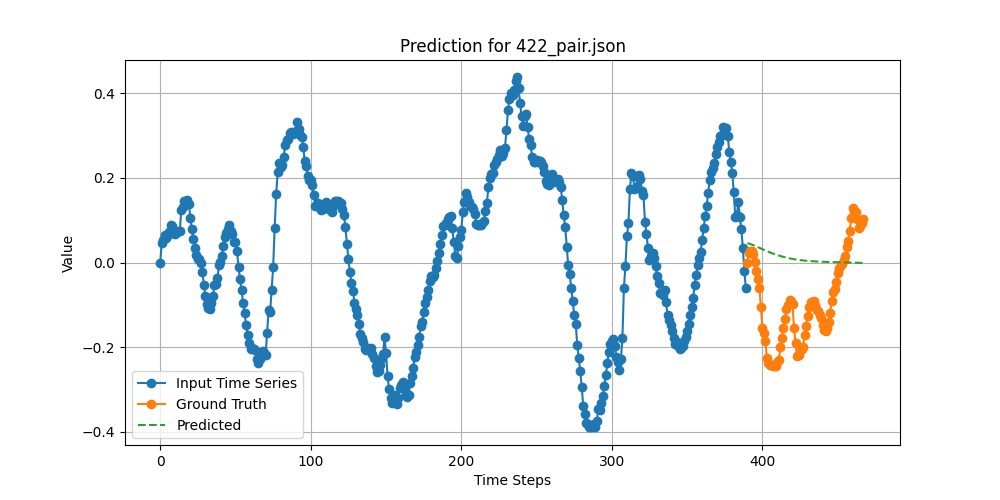 Prediction for 422_pair.json
Value
0.4
0.2
0.0
−0.2
−0.4
Input Time Series
Ground Truth
Predicted
0 100 200 300 400
Time Steps